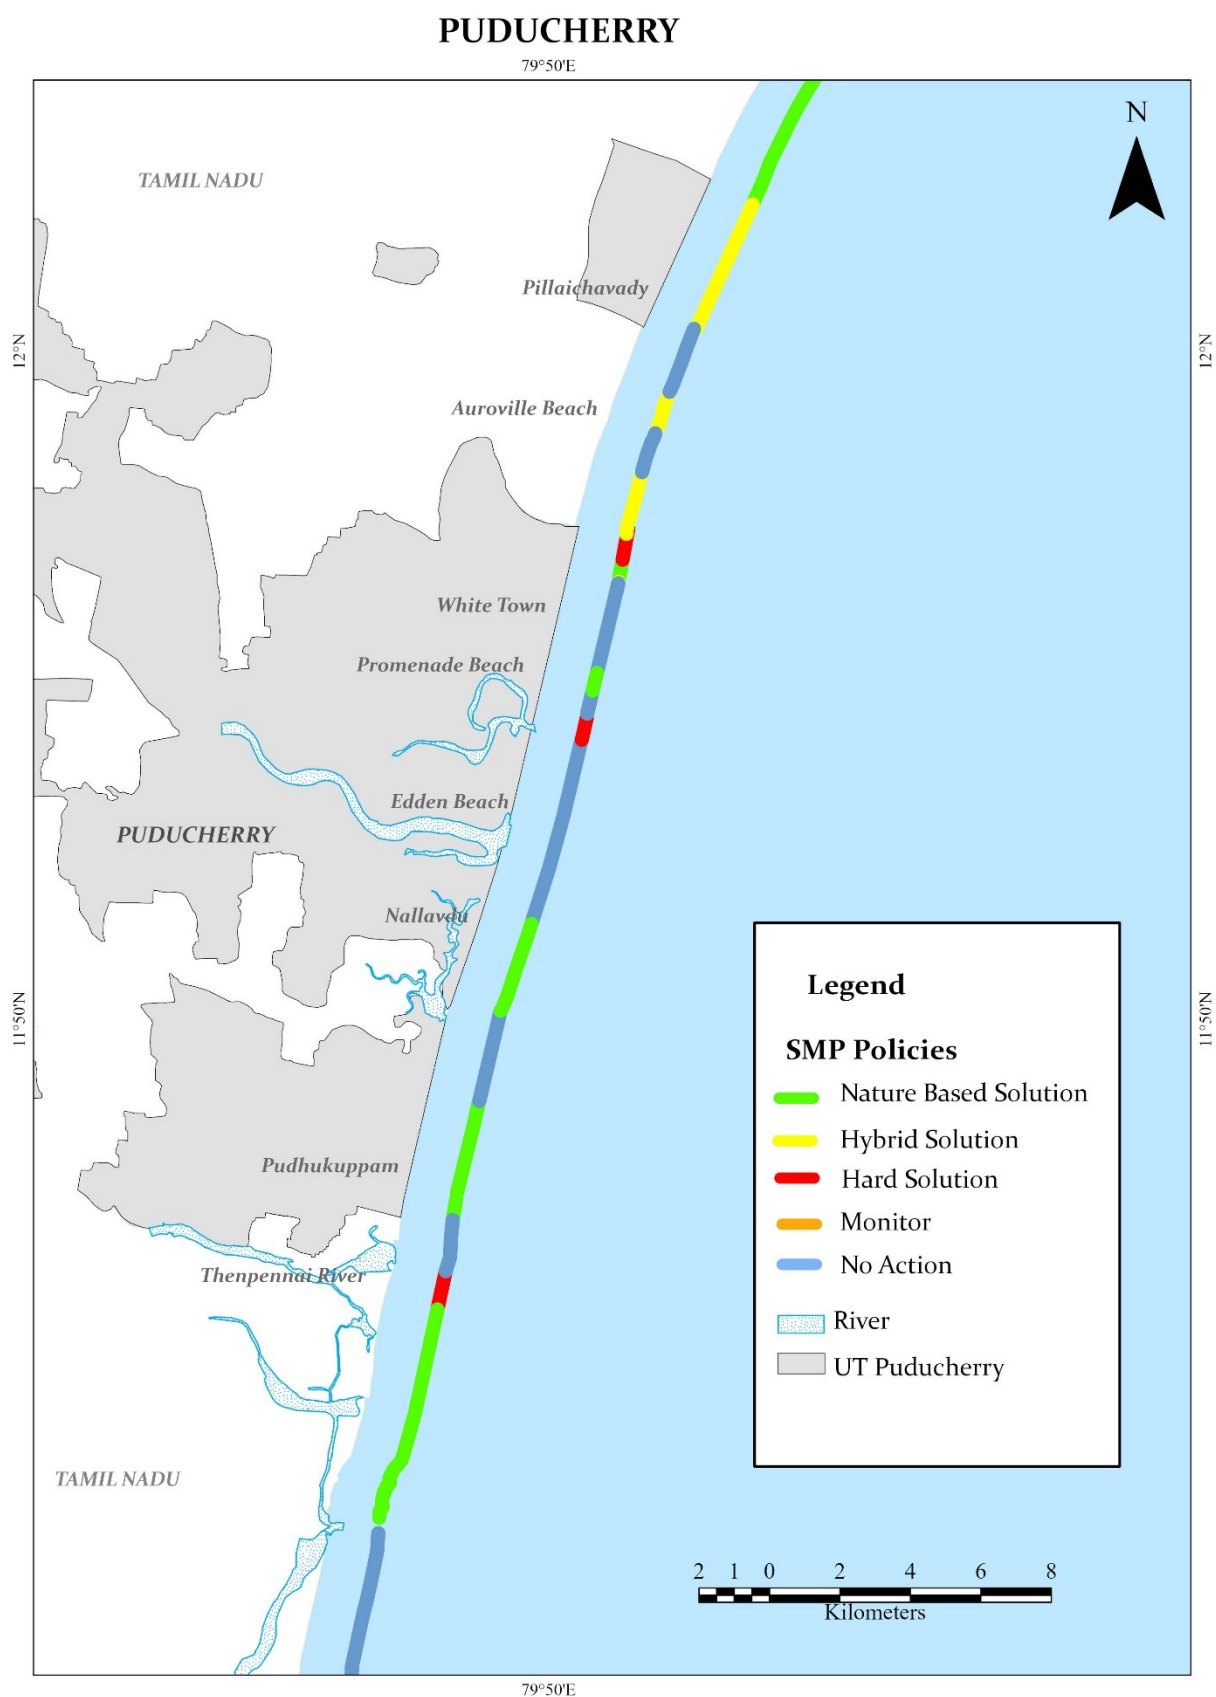 PUDUCHERRY
79°50'E
N
TAMIL NADU
Pillaichavady
12°N
12°N
Auroville Beach
White Town
Promenade Beach
Edden Beach
PUDUCHERRY
Nallavdu
11°50'N
11°50'N
Legend
SMP Policies
Nature Based Solution
Hybrid Solution
Hard Solution
Monitor
No Action
River
UT Puducherry
Pudhukuppam
Thenpennai River
TAMIL NADU
2 1 0 2 4 6 8
Kilometers
79°50'E